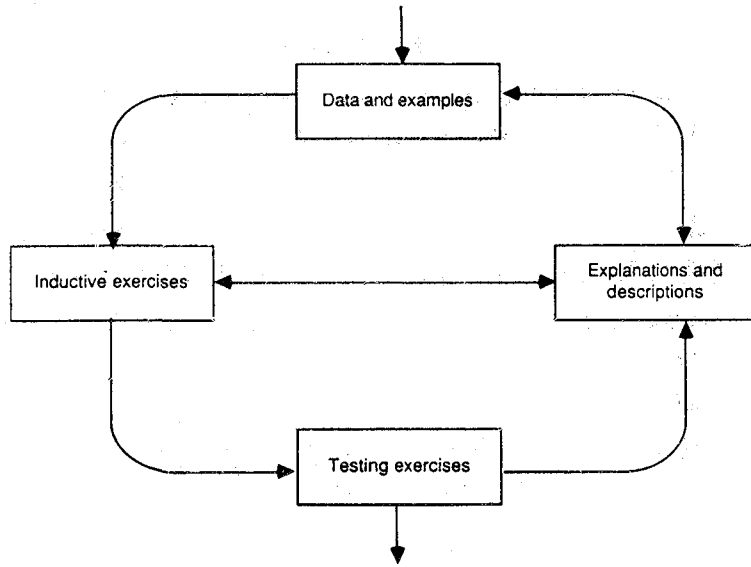 Data and examples
Inductive exercises
Explanations and
descriptions
Testing exercises